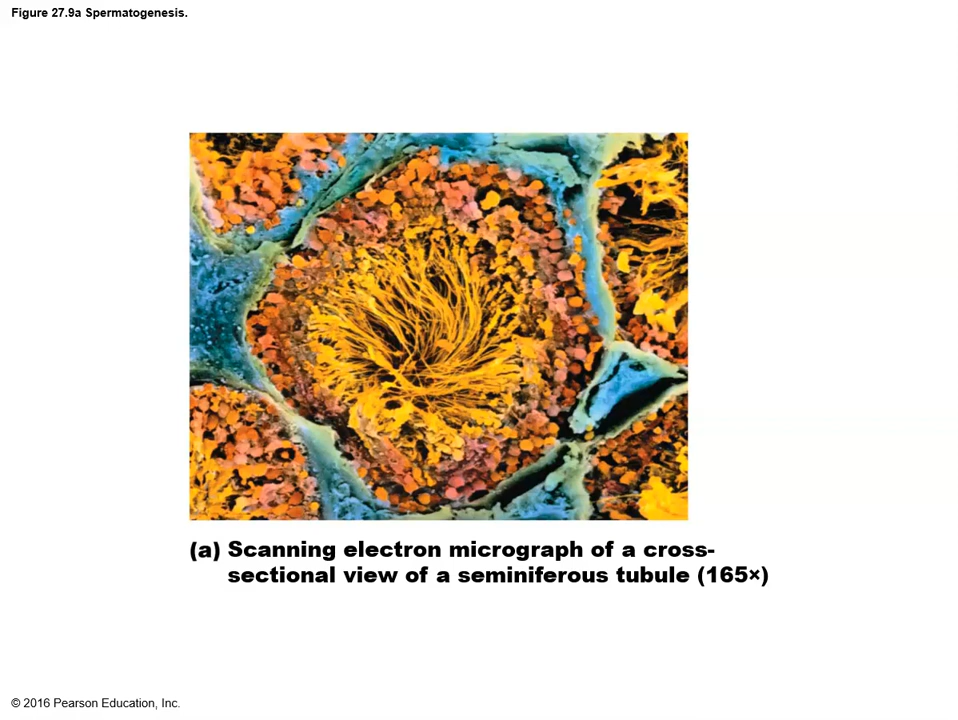 Figure 27.9a Spermatogenesis.
(a) Scanning electron micrograph of a cross-
sectional view of a seminiferous tubule (165×)
© 2016 Pearson Education, Inc.